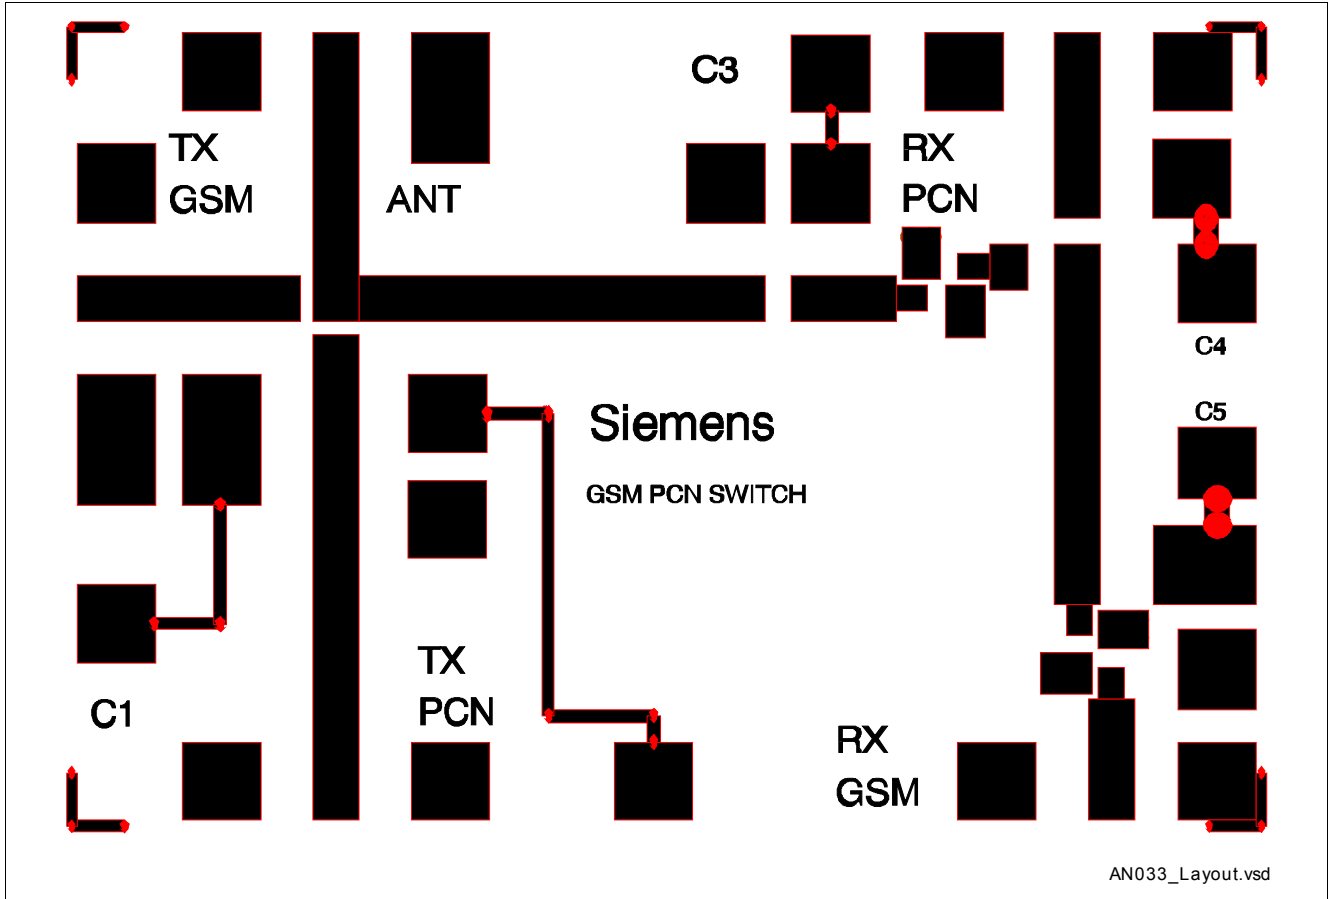 C3
TX
GSM
ANT
RX
PCN
C4
C5
Siemens
GSM PCN SWITCH
TX
PCN
C1
RX
GSM
AN033_Layout.vsd